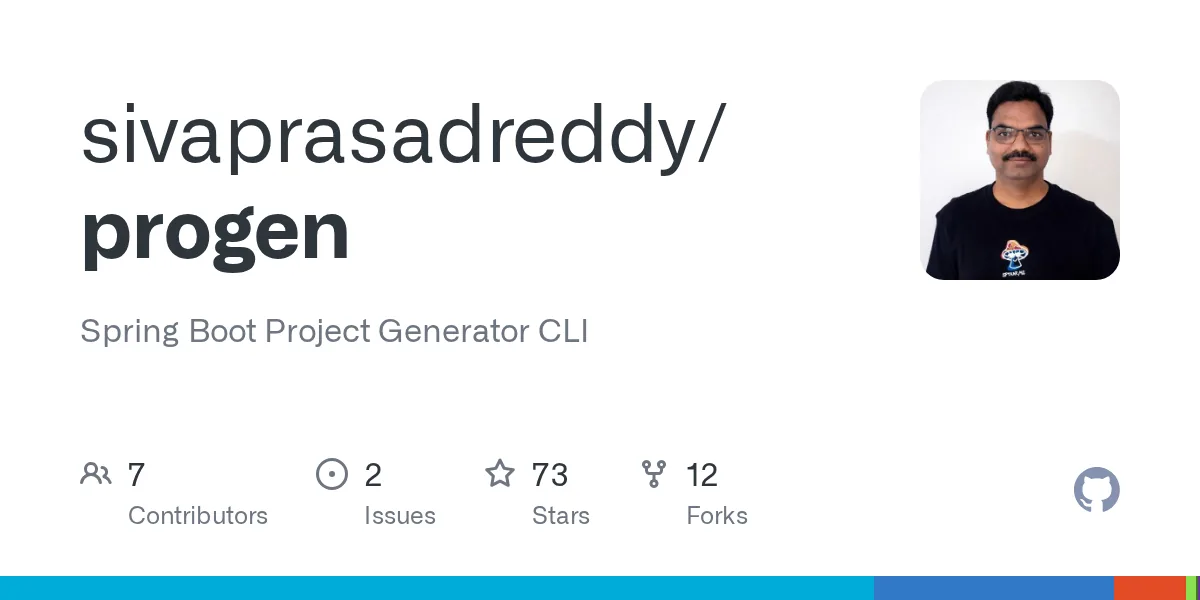 sivaprasadreddy/
progen
Spring Boot Project Generator CLI
7
Contributors
2
Issues
73
Stars
12
Forks